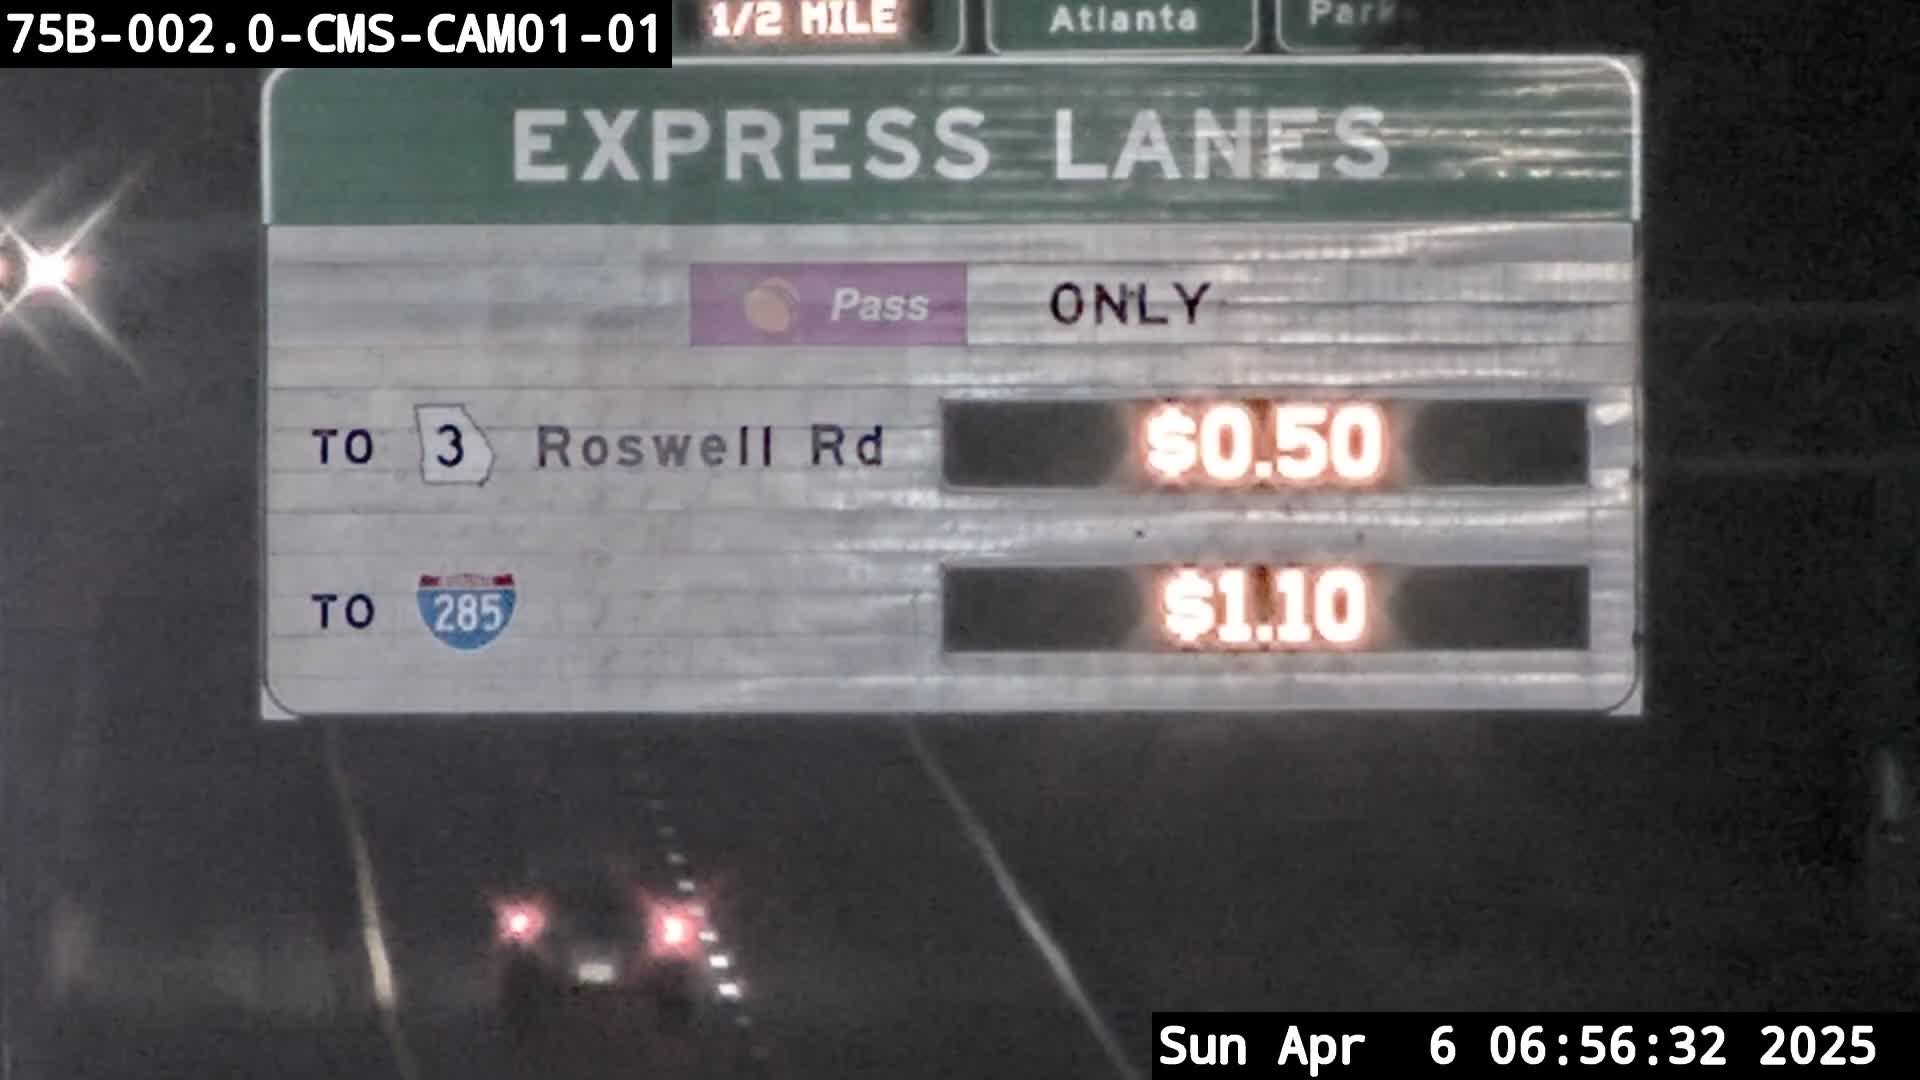 75B-002.0-CMS-CAM01-01
1/2 MILE
Atlanta
Park
EXPRESS LANES
Pass ONLY
TO 3 Roswell Rd $0.50
TO 285 $1.10
Sun Apr 6 06:56:32 2025